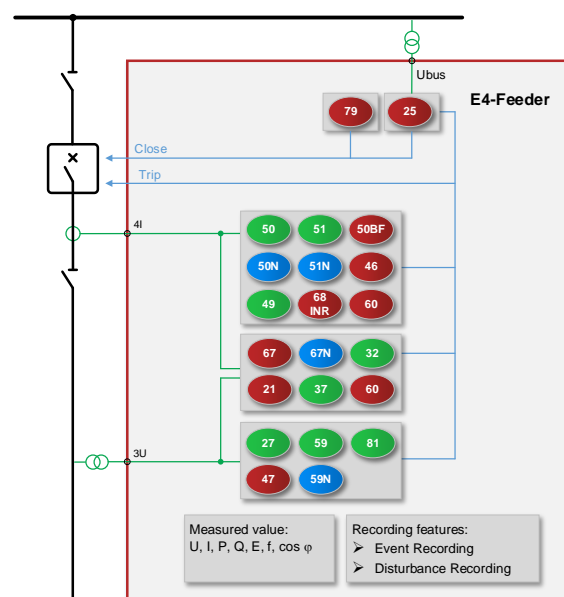 Ubus
E4-Feeder
79
25
Close
Trip
4I
50
51
50BF
50N
51N
46
49
68
INR
60
67
67N
32
21
37
60
3U
27
59
81
47
59N
Measured value:
U, I, P, Q, E, f, cos φ
Recording features:
➢ Event Recording
➢ Disturbance Recording